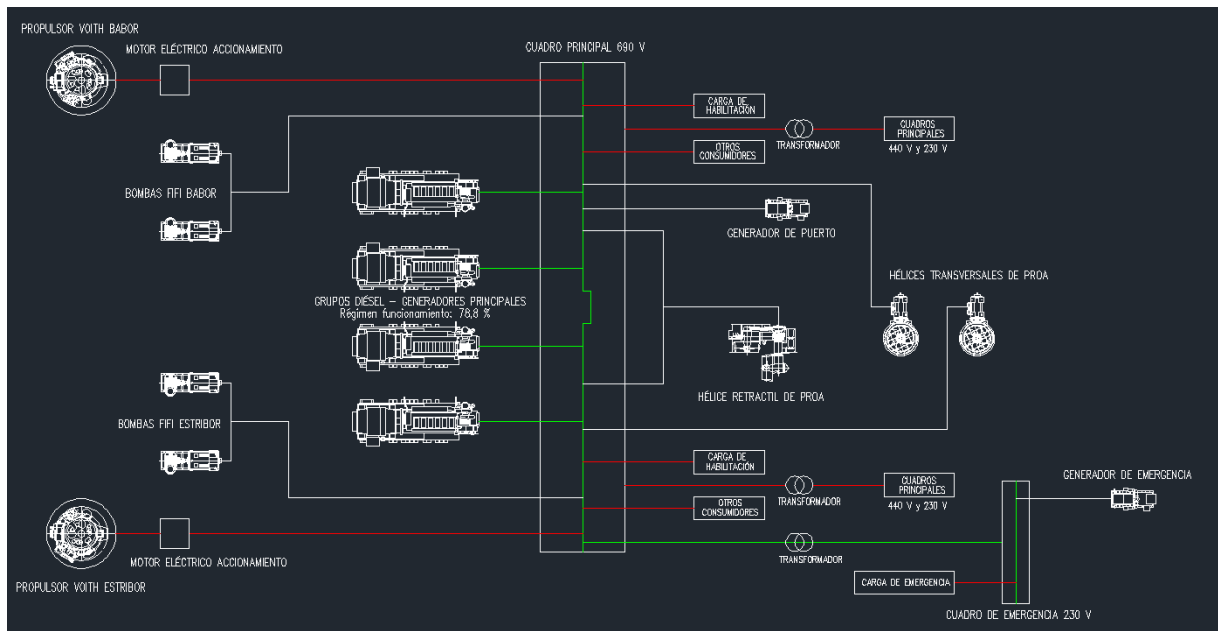 PROPULSOR VOITH BABOR
MOTOR ELÉCTRICO ACCIONAMIENTO
CUADRO PRINCIPAL 690 V
CARGA DE
HABILITACIÓN
CUADROS
PRINCIPALES
TRANSFORMADOR
440 V y 230 V
OTROS
CONSUMIDORES
BOMBAS FIFI BABOR
GENERADOR DE PUERTO
HÉLICES TRANSVERSALES DE PROA
GRUPOS DIÉSEL – GENERADORES PRINCIPALES
Régimen funcionamiento: 78,8 %
HÉLICE RETRACTIL DE PROA
BOMBAS FIFI ESTRIBOR
CARGA DE
HABILITACIÓN
GENERADOR DE EMERGENCIA
CUADROS
PRINCIPALES
TRANSFORMADOR
440 V y 230 V
OTROS
CONSUMIDORES
MOTOR ELÉCTRICO ACCIONAMIENTO
TRANSFORMADOR
PROPULSOR VOITH ESTRIBOR
CARGA DE EMERGENCIA
CUADRO DE EMERGENCIA 230 V